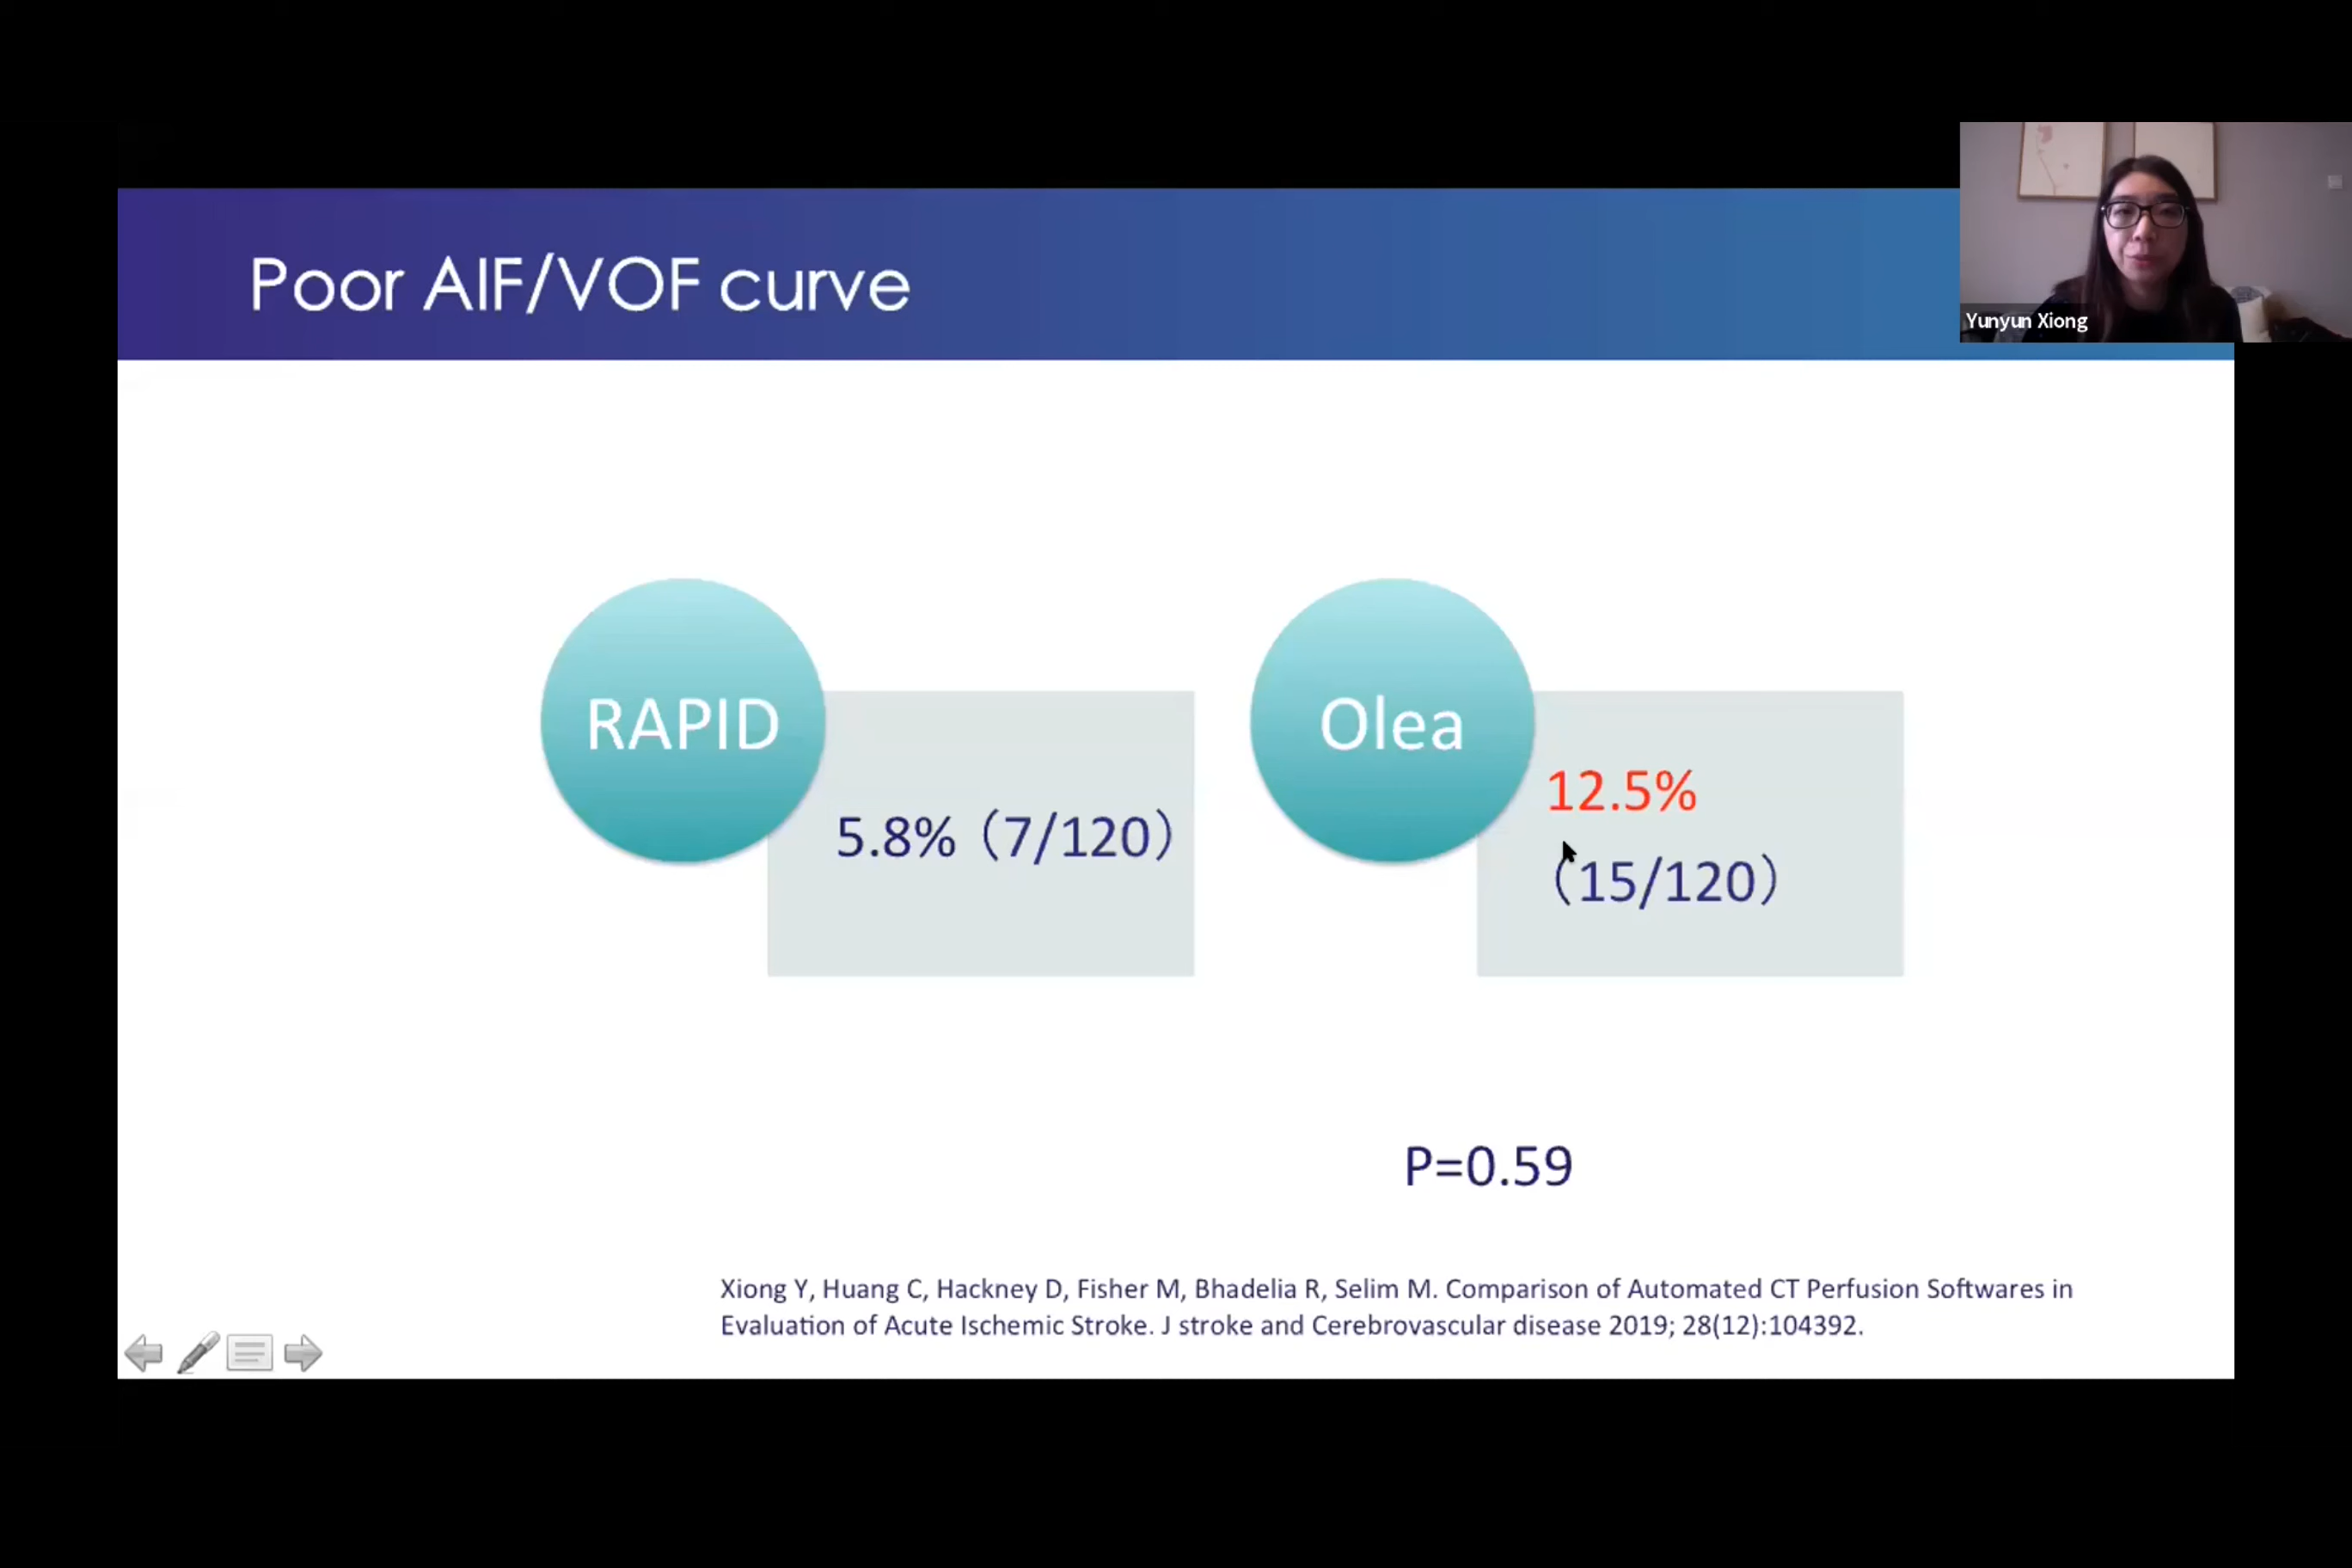 Poor AIF/VOF curve
Yunyun Xiong
RAPID
5.8%（7/120）
Olea
12.5%
（15/120）
P=0.59
Xiong Y, Huang C, Hackney D, Fisher M, Bhadelia R, Selim M. Comparison of Automated CT Perfusion Softwares in
Evaluation of Acute Ischemic Stroke. J stroke and Cerebrovascular disease 2019; 28(12):104392.